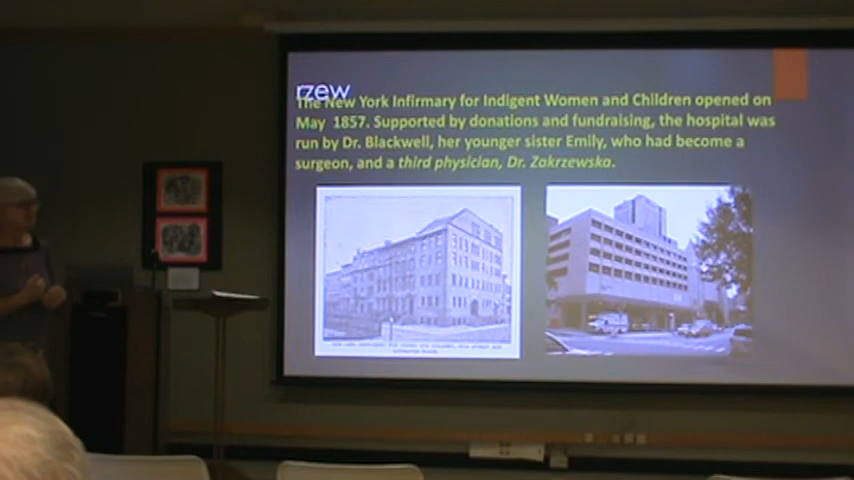 rzew
The New York Infirmary for Indigent Women and Children opened on
May 1857. Supported by donations and fundraising, the hospital was
run by Dr. Blackwell, her younger sister Emily, who had become a
surgeon, and a third physician, Dr. Zakrzewska.